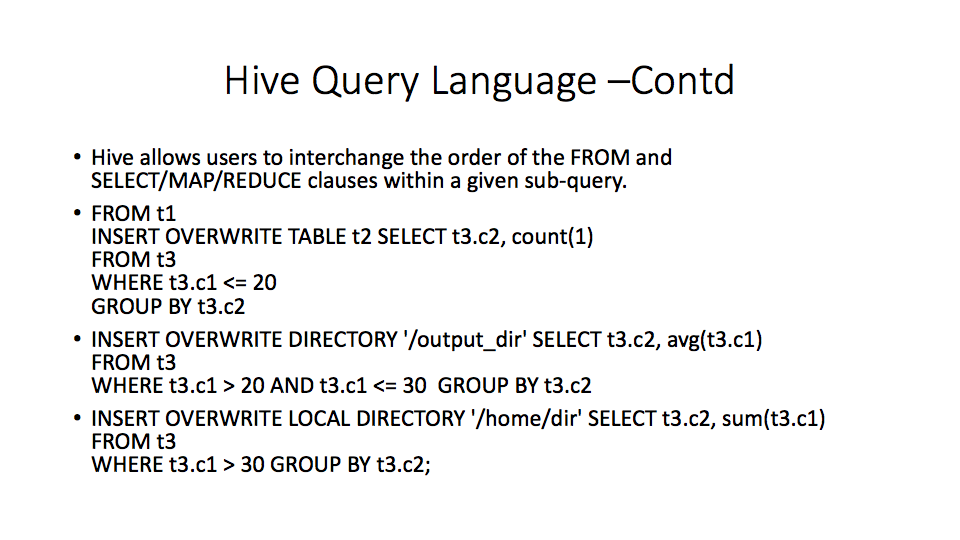 Hive Query Language –Contd
• Hive allows users to interchange the order of the FROM and
SELECT/MAP/REDUCE clauses within a given sub-query.
• FROM t1
INSERT OVERWRITE TABLE t2 SELECT t3.c2, count(1)
FROM t3
WHERE t3.c1 <= 20
GROUP BY t3.c2
• INSERT OVERWRITE DIRECTORY '/output_dir' SELECT t3.c2, avg(t3.c1)
FROM t3
WHERE t3.c1 > 20 AND t3.c1 <= 30  GROUP BY t3.c2
• INSERT OVERWRITE LOCAL DIRECTORY '/home/dir' SELECT t3.c2, sum(t3.c1)
FROM t3
WHERE t3.c1 > 30 GROUP BY t3.c2;